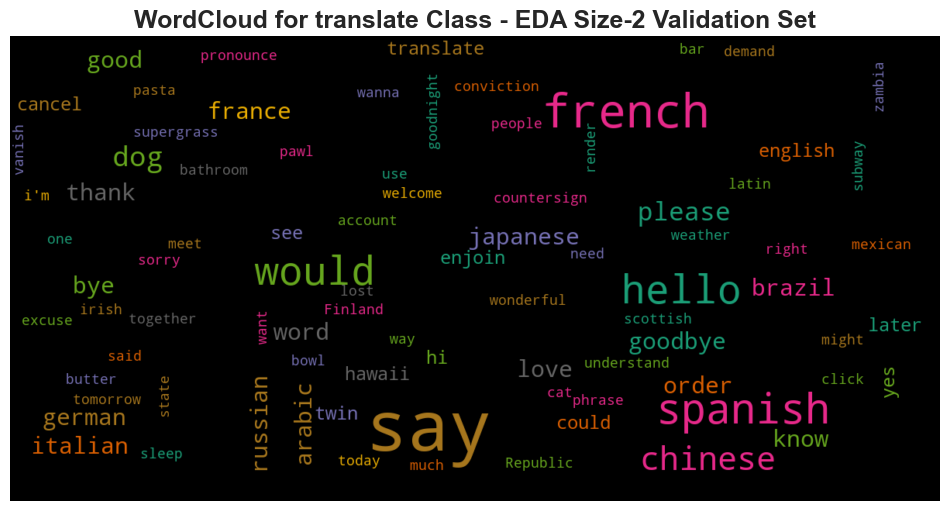 WordCloud for translate Class - EDA Size-2 Validation Set
good
pronounce
translate
bar
demand
cancel
pasta
france
wanna
goodnight
conviction
french
zambia
vanish
supergrass
dog
pawl
people
render
english
subway
bathroom
i'm
thank
use
welcome
countersign
latin
please
account
one
meet
see
japanese
weather
right
mexican
sorry
enjoin
need
would
bye
lost
hello
brazil
irish
wonderful
excuse
together
Finland
scottish
later
want
word
way
goodbye
might
said
bowl
hi
understand
love
butter
hawaii
click
yes
tomorrow
state
cat
phrase
order
german
russian
arabic
twin
say
could
spanish
know
italian
sleep
today
much
Republic
chinese